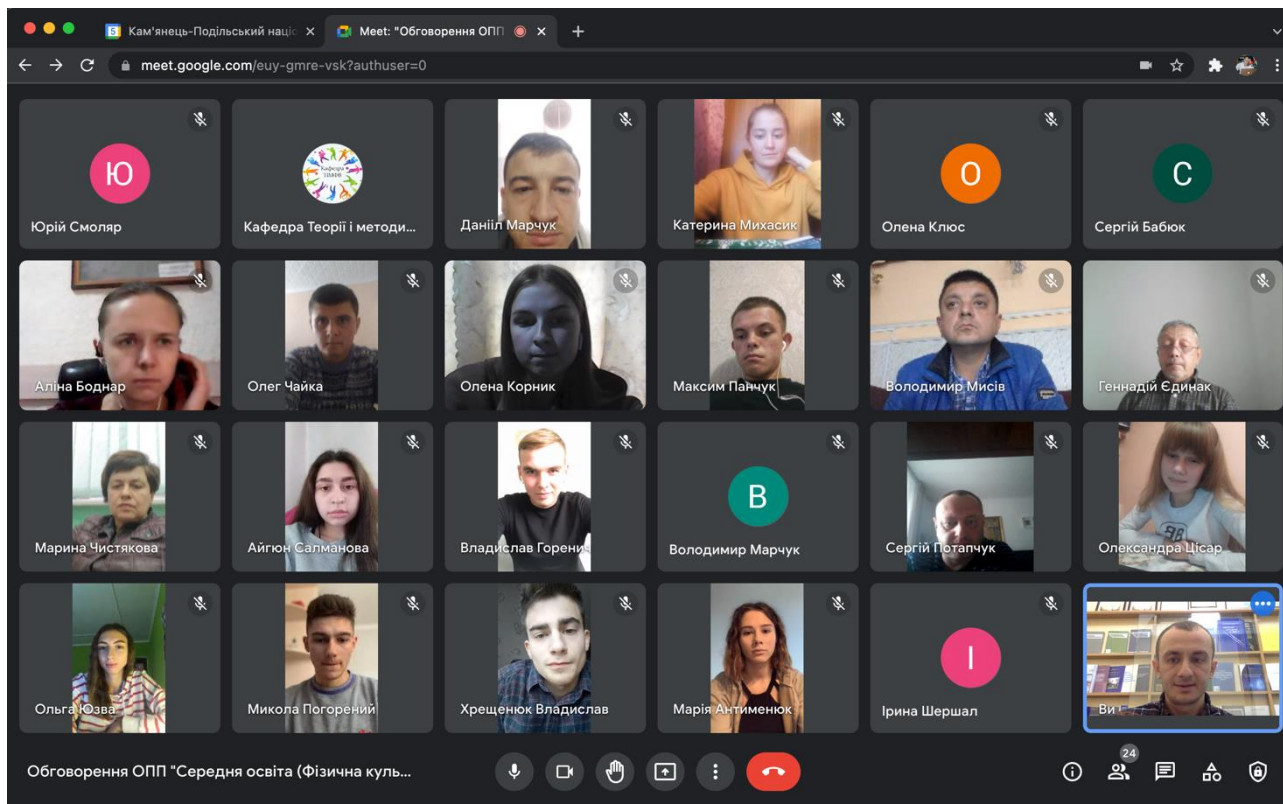 Кам'янець-Подільський наці
Meet: "Обговорення ОПП
meet.google.com/euy-gmre-vsk?authuser=0
Ю
Юрій Смоляр
Кафедра
Кафедра Теорії і методи...
Данііл Марчук
Катерина Михасик
О
Олена Клюс
С
Сергій Бабюк
Аліна Боднар
Олег Чайка
Олена Корник
Максим Панчук
Володимир Мисів
Геннадій Єдинак
Марина Чистякова
Айгюн Салманова
Владислав Горенич
В
Володимир Марчук
Сергій Потапчук
Олександра Цісар
Ольга Юзва
Микола Погорений
Хрещенюк Владислав
Марія Антименюк
І
Ірина Шершал
Ви
Обговорення ОПП "Середня освіта (Фізична куль...
24